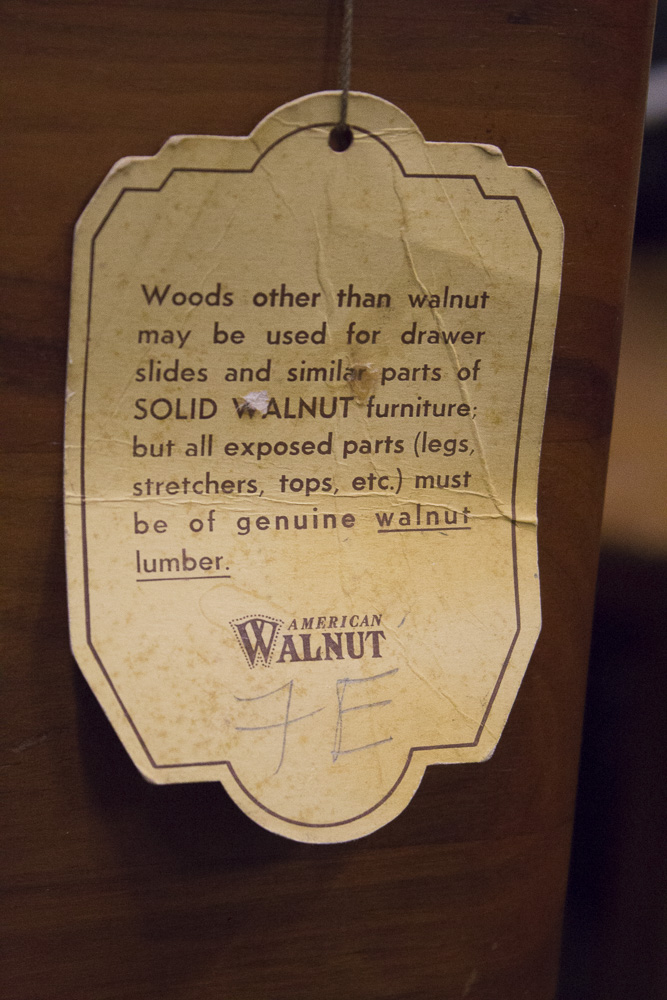 Woods other than walnut
may be used for drawer
slides and similar parts of
SOLID WALNUT furniture;
but all exposed parts (legs,
stretchers, tops, etc.) must
be of genuine walnut
lumber.
AMERICAN
WALNUT
7E